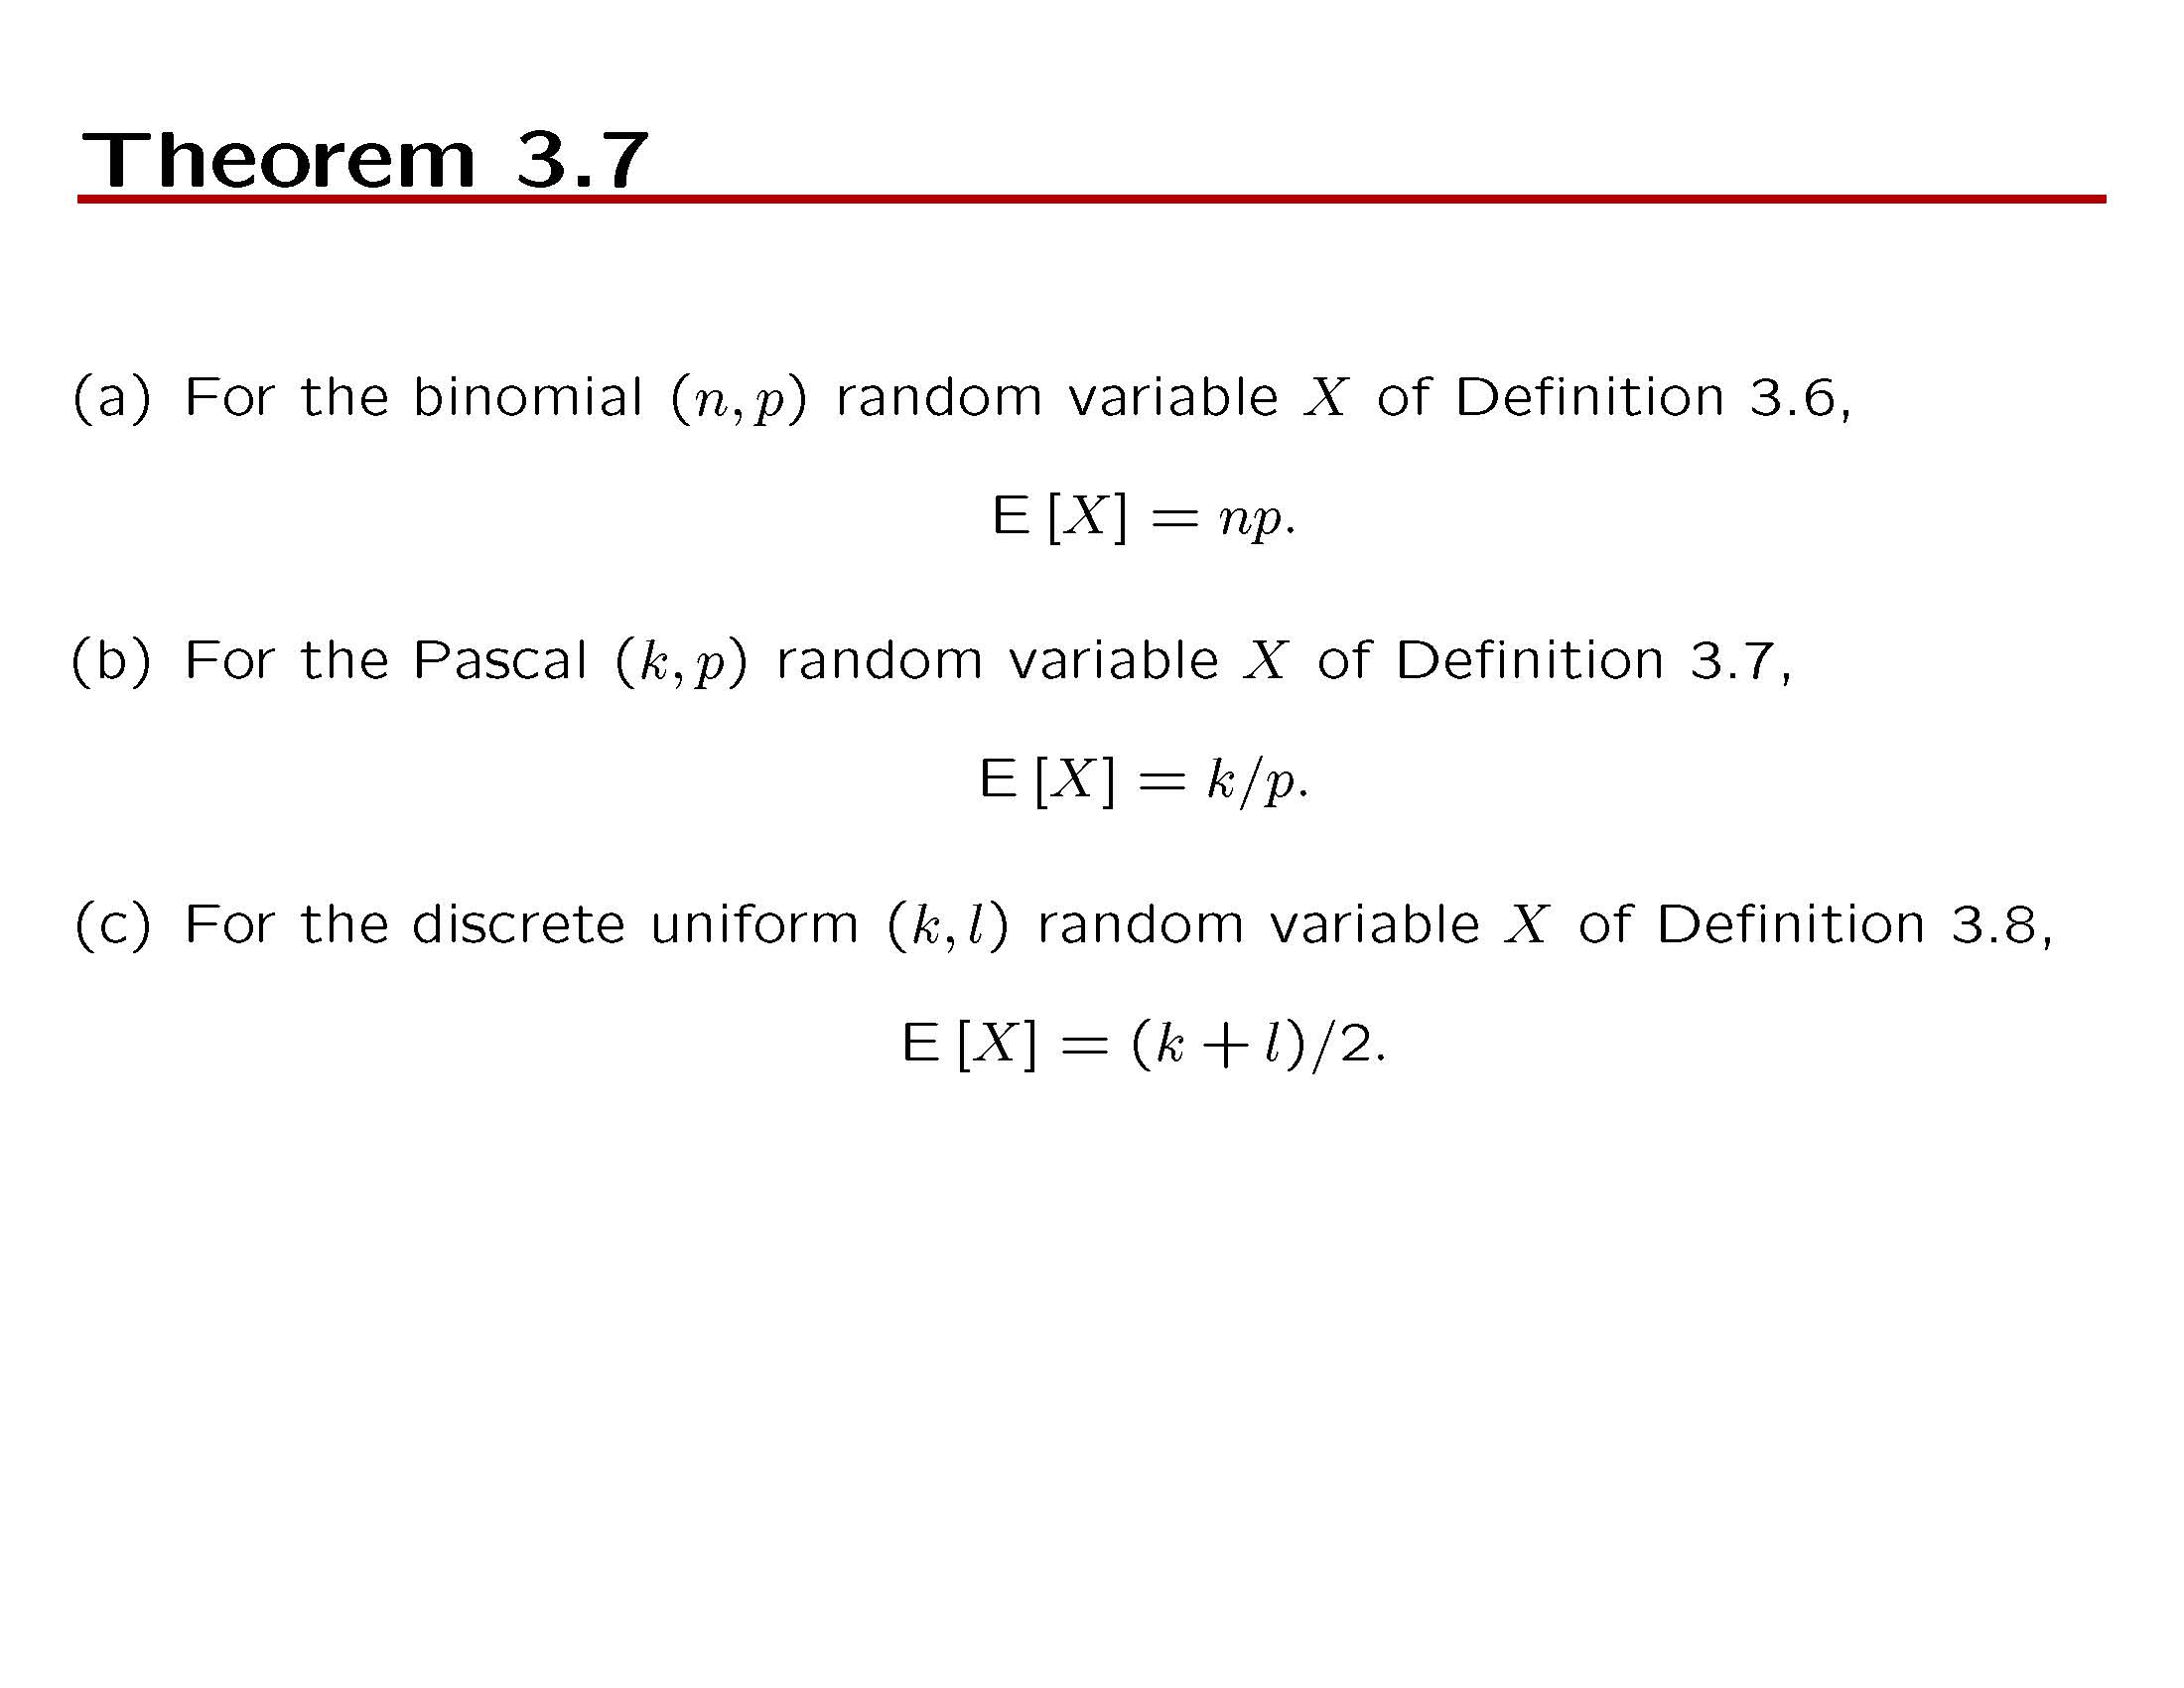 Theorem 3.7
(a) For the binomial (n, p) random variable X of Definition 3.6,
E [X] = np.
(b) For the Pascal (k, p) random variable X of Definition 3.7,
E [X] = k/p.
(c) For the discrete uniform (k, l) random variable X of Definition 3.8,
E [X] = (k + l)/2.